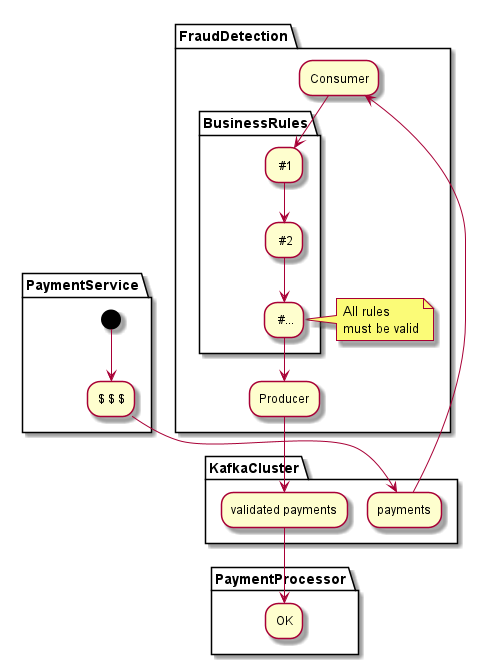 FraudDetection
Consumer
BusinessRules
#1
#2
#...
All rules
must be valid
Producer
PaymentService
$ $ $
KafkaCluster
validated payments
payments
PaymentProcessor
OK